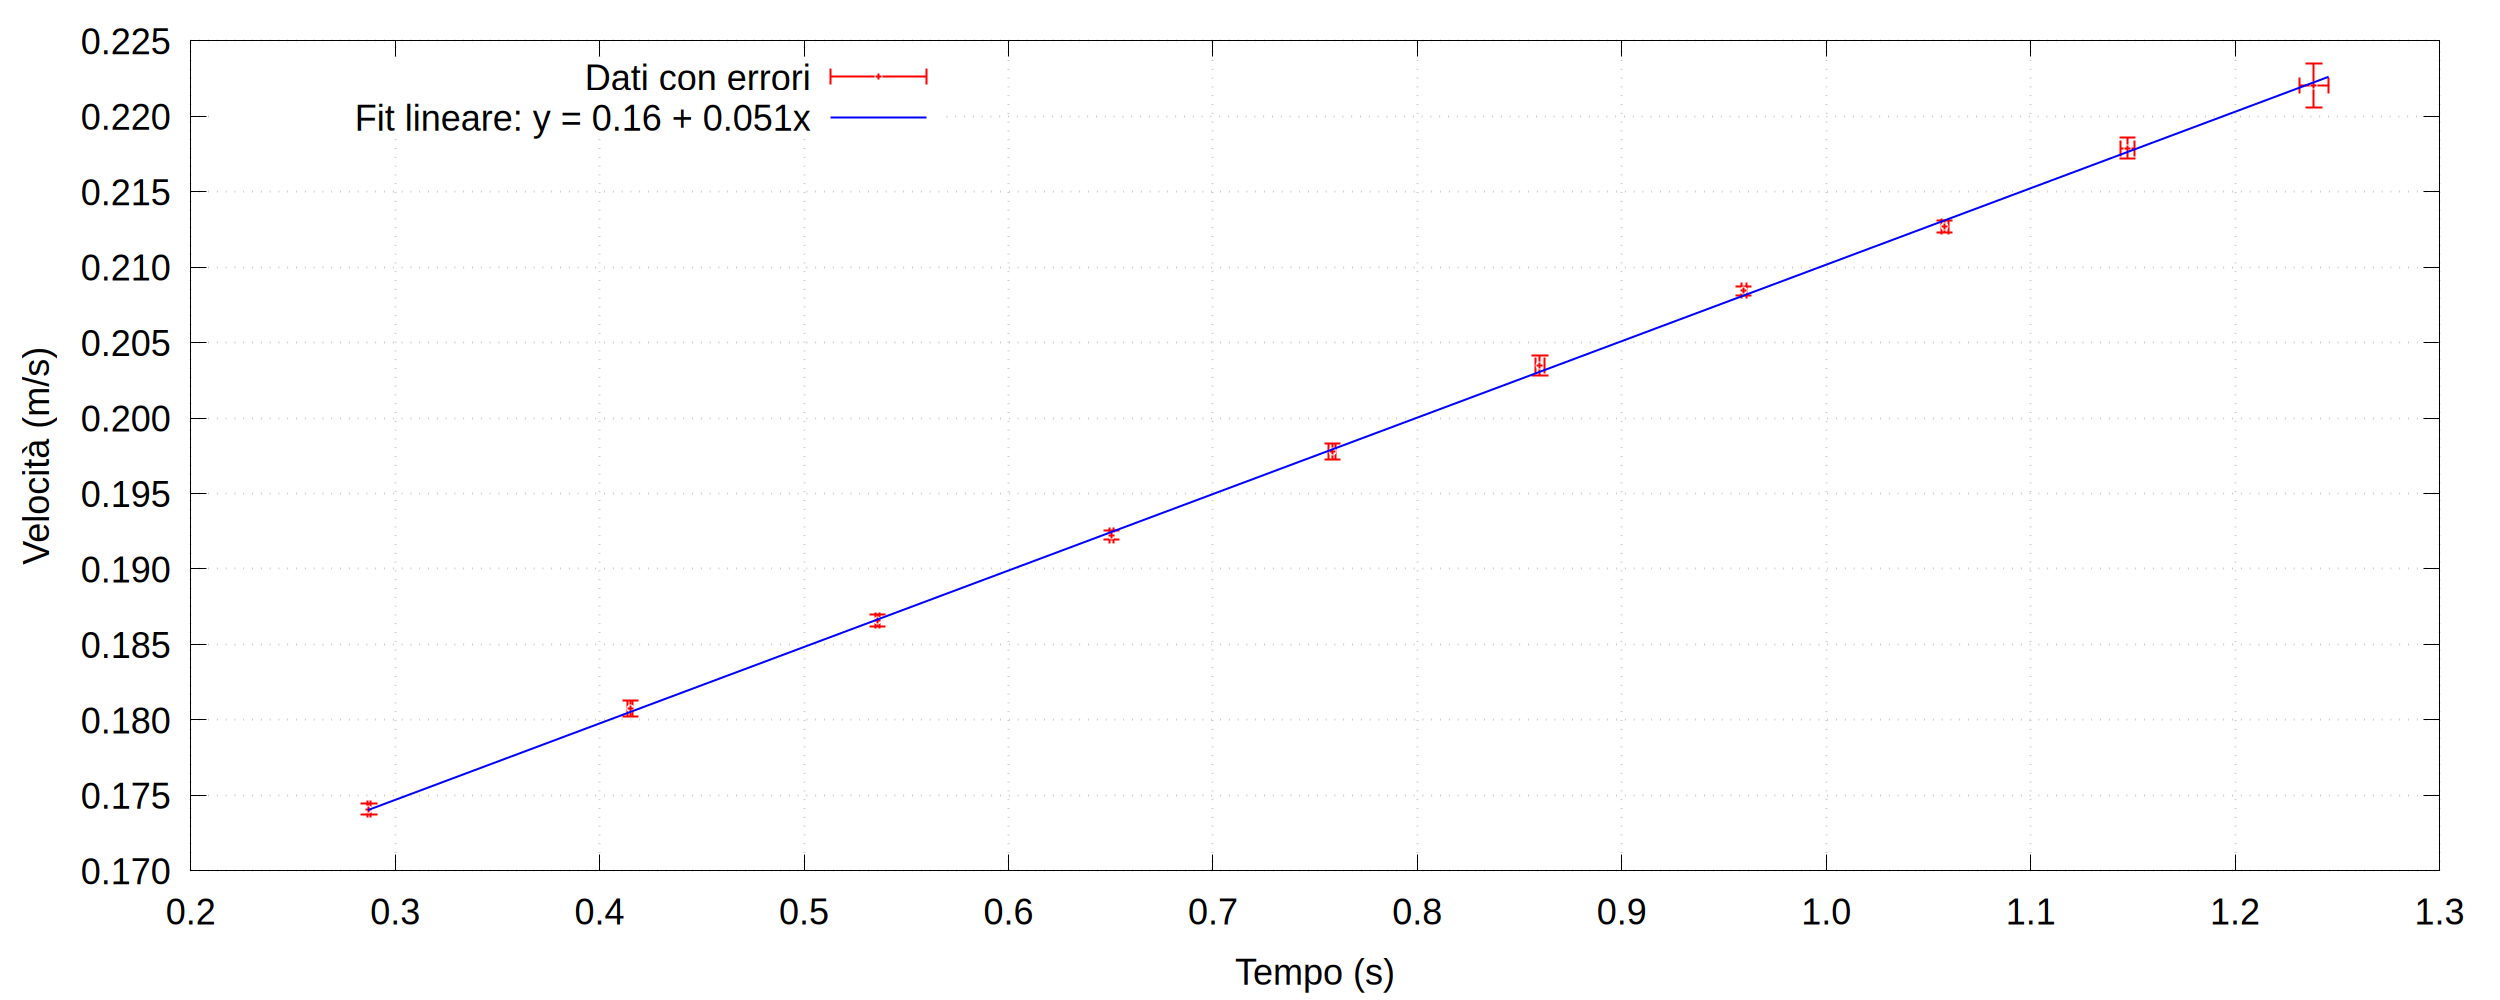 0.225
0.220
0.215
0.210
0.205
0.200
0.195
0.190
0.185
0.180
0.175
0.170
Velocità (m/s)
Dati con errori
Fit lineare: y = 0.16 + 0.051x
0.2 0.3 0.4 0.5 0.6 0.7 0.8 0.9 1.0 1.1 1.2 1.3
Tempo (s)